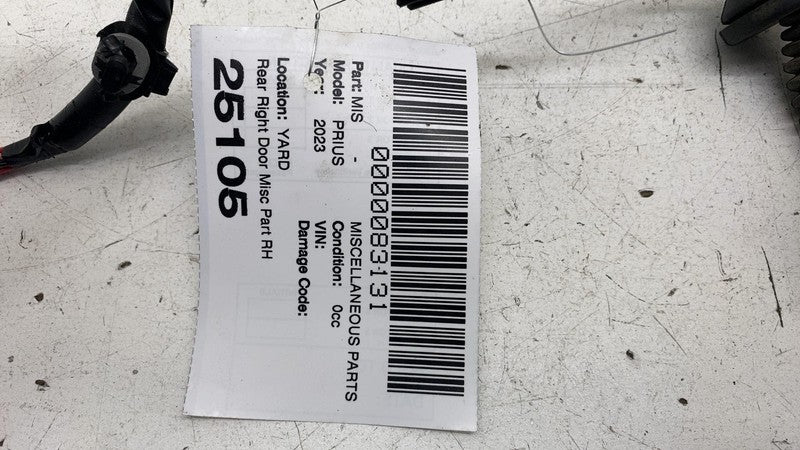 0000083131
Part: MIS - MISCELLANEOUS PARTS
Model: PRIUS Condition: 0cc
Year: 2023 VIN:
Damage Code:
Location: YARD
Rear Right Door Misc Part RH
25105